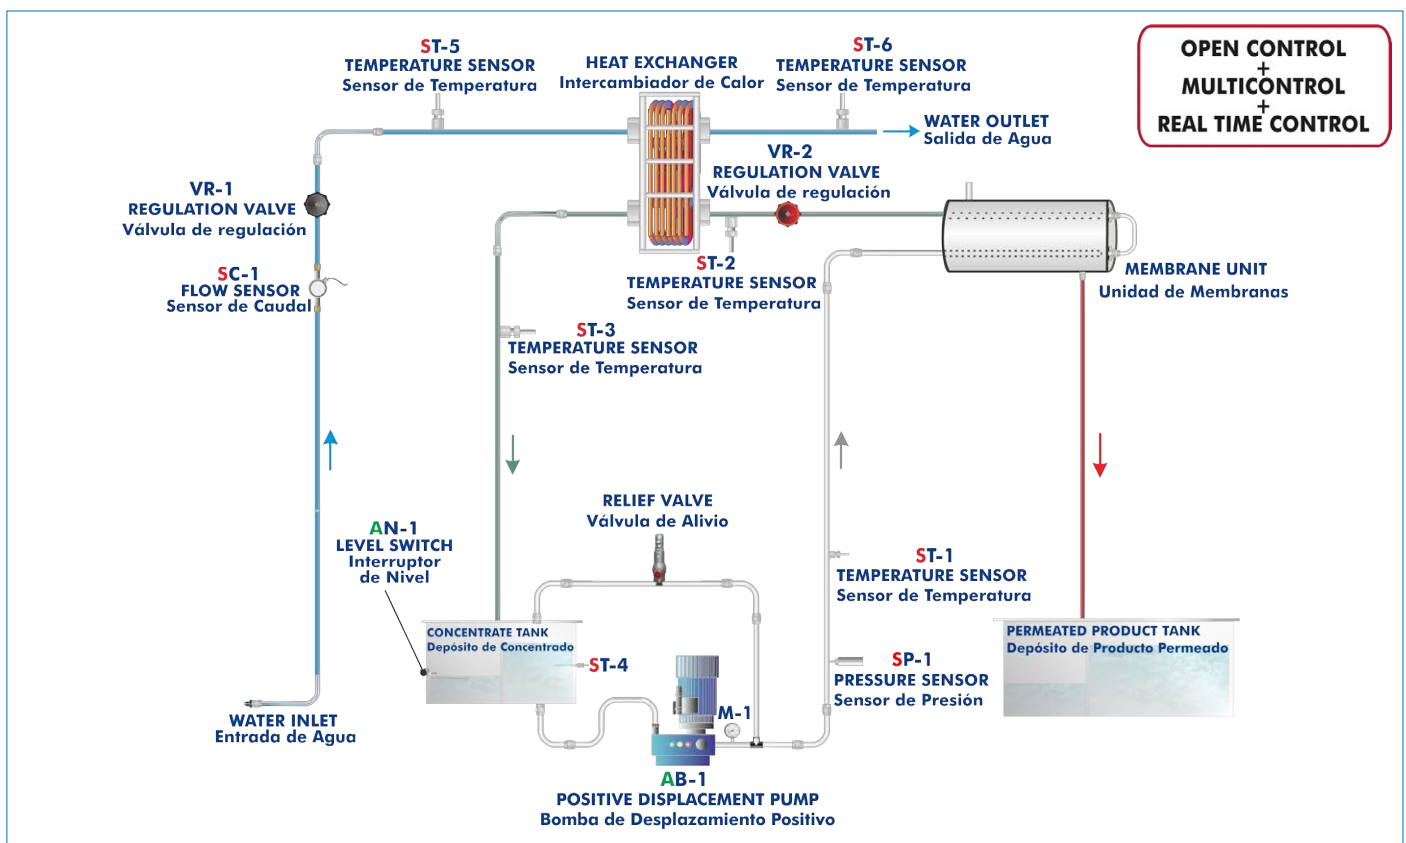 ST-5
TEMPERATURE SENSOR
Sensor de Temperatura
HEAT EXCHANGER
Intercambiador de Calor
ST-6
TEMPERATURE SENSOR
Sensor de Temperatura
OPEN CONTROL
+
MULTICONTROL
+
REAL TIME CONTROL
WATER OUTLET
Salida de Agua
VR-2
REGULATION VALVE
Válvula de regulación
VR-1
REGULATION VALVE
Válvula de regulación
SC-1
FLOW SENSOR
Sensor de Caudal
ST-2
TEMPERATURE SENSOR
Sensor de Temperatura
MEMBRANE UNIT
Unidad de Membranas
ST-3
TEMPERATURE SENSOR
Sensor de Temperatura
RELIEF VALVE
Válvula de Alivio
AN-1
LEVEL SWITCH
Interruptor
de Nivel
ST-1
TEMPERATURE SENSOR
Sensor de Temperatura
CONCENTRATE TANK
Depósito de Concentrado
ST-4
PERMEATED PRODUCT TANK
Depósito de Producto Permeado
SP-1
PRESSURE SENSOR
Sensor de Presión
M-1
WATER INLET
Entrada de Agua
AB-1
POSITIVE DISPLACEMENT PUMP
Bomba de Desplazamiento Positivo